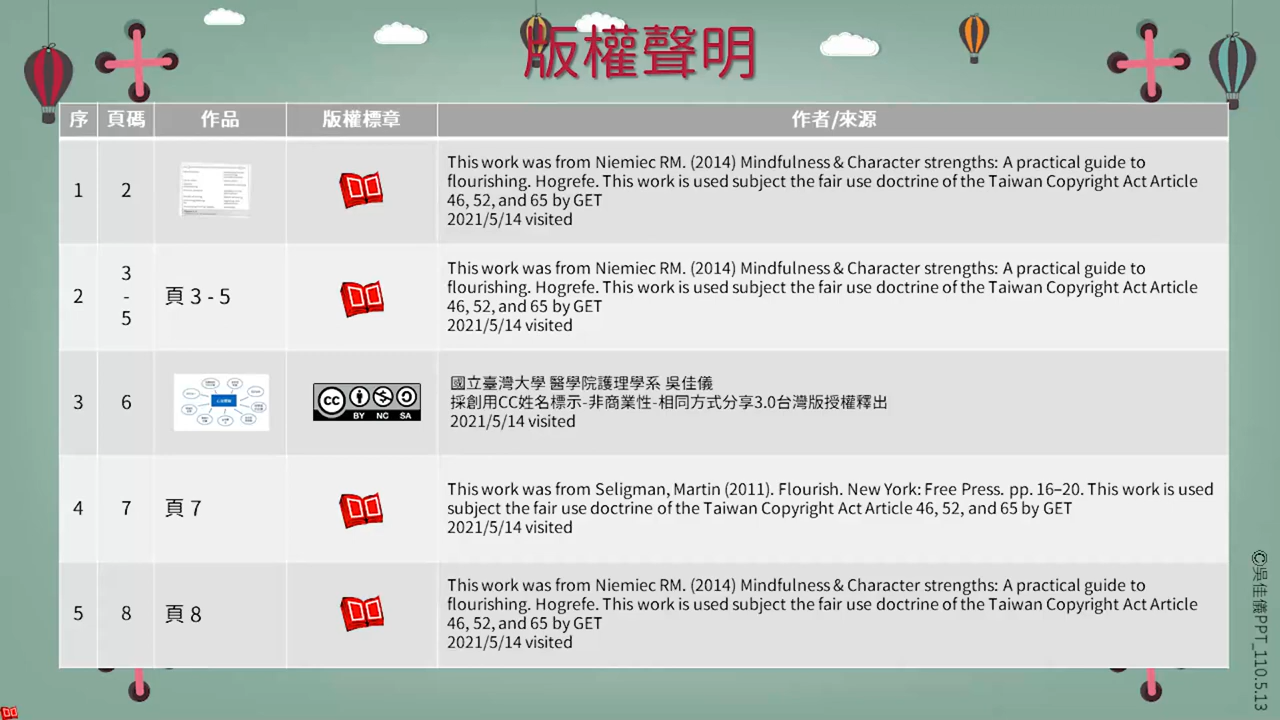 版權聲明
序 頁碼 作品 版權標章 作者/來源
1 2 This work was from Niemiec RM. (2014) Mindfulness & Character strengths: A practical guide to
flourishing. Hogrefe. This work is used subject the fair use doctrine of the Taiwan Copyright Act Article
46, 52, and 65 by GET
2021/5/14 visited
2 3-5 頁 3 - 5 This work was from Niemiec RM. (2014) Mindfulness & Character strengths: A practical guide to
flourishing. Hogrefe. This work is used subject the fair use doctrine of the Taiwan Copyright Act Article
46, 52, and 65 by GET
2021/5/14 visited
3 6 CC BY NC SA 國立臺灣大學 醫學院護理學系 吳佳儀
採創用CC姓名標示-非商業性-相同方式分享3.0台灣版授權釋出
2021/5/14 visited
4 7 頁 7 This work was from Seligman, Martin (2011). Flourish. New York: Free Press. pp. 16–20. This work is used
subject the fair use doctrine of the Taiwan Copyright Act Article 46, 52, and 65 by GET
2021/5/14 visited
5 8 頁 8 This work was from Niemiec RM. (2014) Mindfulness & Character strengths: A practical guide to
flourishing. Hogrefe. This work is used subject the fair use doctrine of the Taiwan Copyright Act Article
46, 52, and 65 by GET
2021/5/14 visited
©吳佳儀PPT_110.5.13